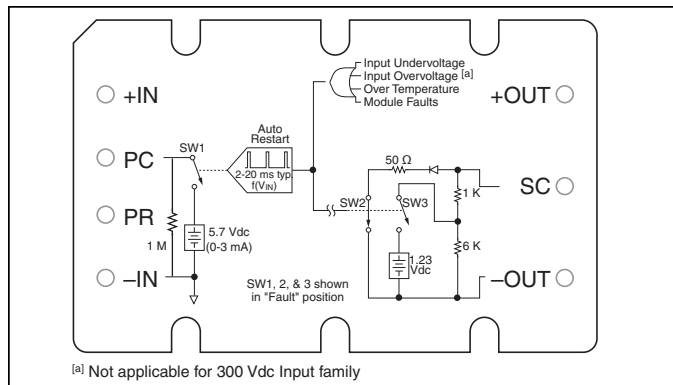 Input Undervoltage
Input Overvoltage [a]
Over Temperature
Module Faults
+IN
+OUT
PC
SW1
Auto
Restart
2-20 ms typ
f(VIN)
50 Ω
1 K
SC
PR
SW2
SW3
5.7 Vdc
(0-3 mA)
1 M
6 K
1.23
Vdc
–IN
–OUT
SW1, 2, & 3 shown
in "Fault" position
[a] Not applicable for 300 Vdc Input family